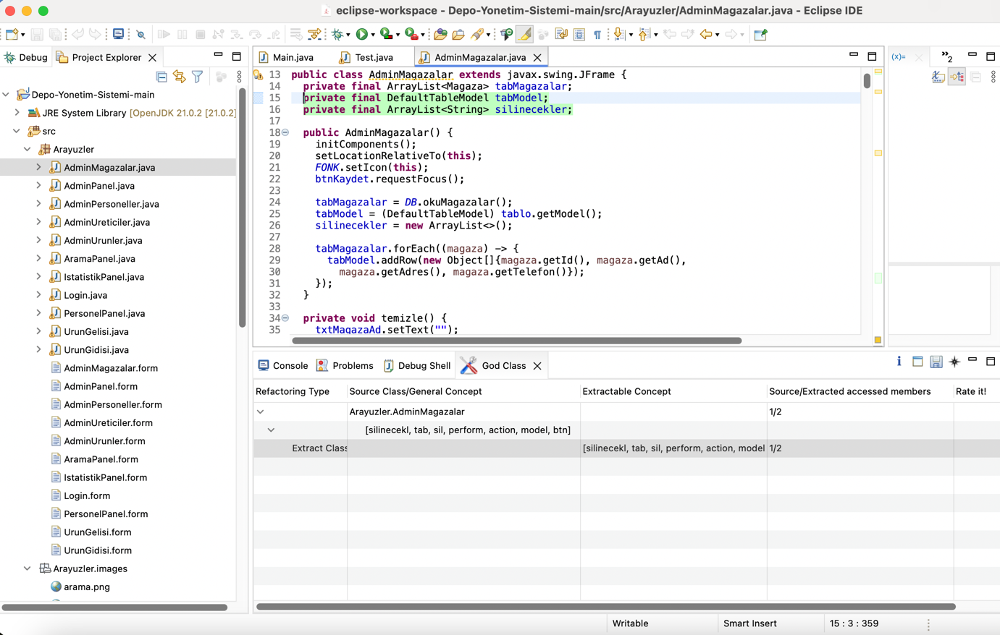 eclipse-workspace - Depo-Yonetim-Sistemi-main/src/Arayuzler/AdminMagazalar.java - Eclipse IDE
Debug
Project Explorer
Depo-Yonetim-Sistemi-main
JRE System Library [OpenJDK 21.0.2 [21.0.2]
src
Arayuzler
AdminMagazalar.java
AdminPanel.java
AdminPersoneller.java
AdminUreticiler.java
AdminUrunler.java
AramaPanel.java
IstatistikPanel.java
Login.java
PersonelPanel.java
UrunGelisi.java
UrunGidisi.java
AdminMagazalar.form
AdminPanel.form
AdminPersoneller.form
AdminUreticiler.form
AdminUrunler.form
AramaPanel.form
IstatistikPanel.form
Login.form
PersonelPanel.form
UrunGelisi.form
UrunGidisi.form
Arayuzler.images
arama.png
Main.java
Test.java
AdminMagazalar.java
13 public class AdminMagazalar extends javax.swing.JFrame {
14 private final ArrayList<Magaza> tabMagazalar;
15 private final DefaultTableModel tabModel;
16 private final ArrayList<String> silinecekler;
17
18 public AdminMagazalar() {
19 initComponents();
20 setLocationRelativeTo(this);
21 FONK.setIcon(this);
22 btnKaydet.requestFocus();
23
24 tabMagazalar = DB.okuMagazalar();
25 tabModel = (DefaultTableModel) tablo.getModel();
26 silinecekler = new ArrayList<>();
27
28 tabMagazalar.forEach((magaza) -> {
29 tabModel.addRow(new Object[]{magaza.getId(), magaza.getAd(),
30 magaza.getAdres(), magaza.getTelefon()});
31 });
32 }
33
34 private void temizle() {
35 txtMagazaAd.setText("");
(x)=
»2
Console
Problems
Debug Shell
God Class
Refactoring Type
Source Class/General Concept
Extractable Concept
Source/Extracted accessed members
Rate it!
Arayuzler.AdminMagazalar
1/2
[silinecekl, tab, sil, perform, action, model, btn]
Extract Class
[silinecekl, tab, sil, perform, action, model
1/2
Writable
Smart Insert
15 : 3 : 359